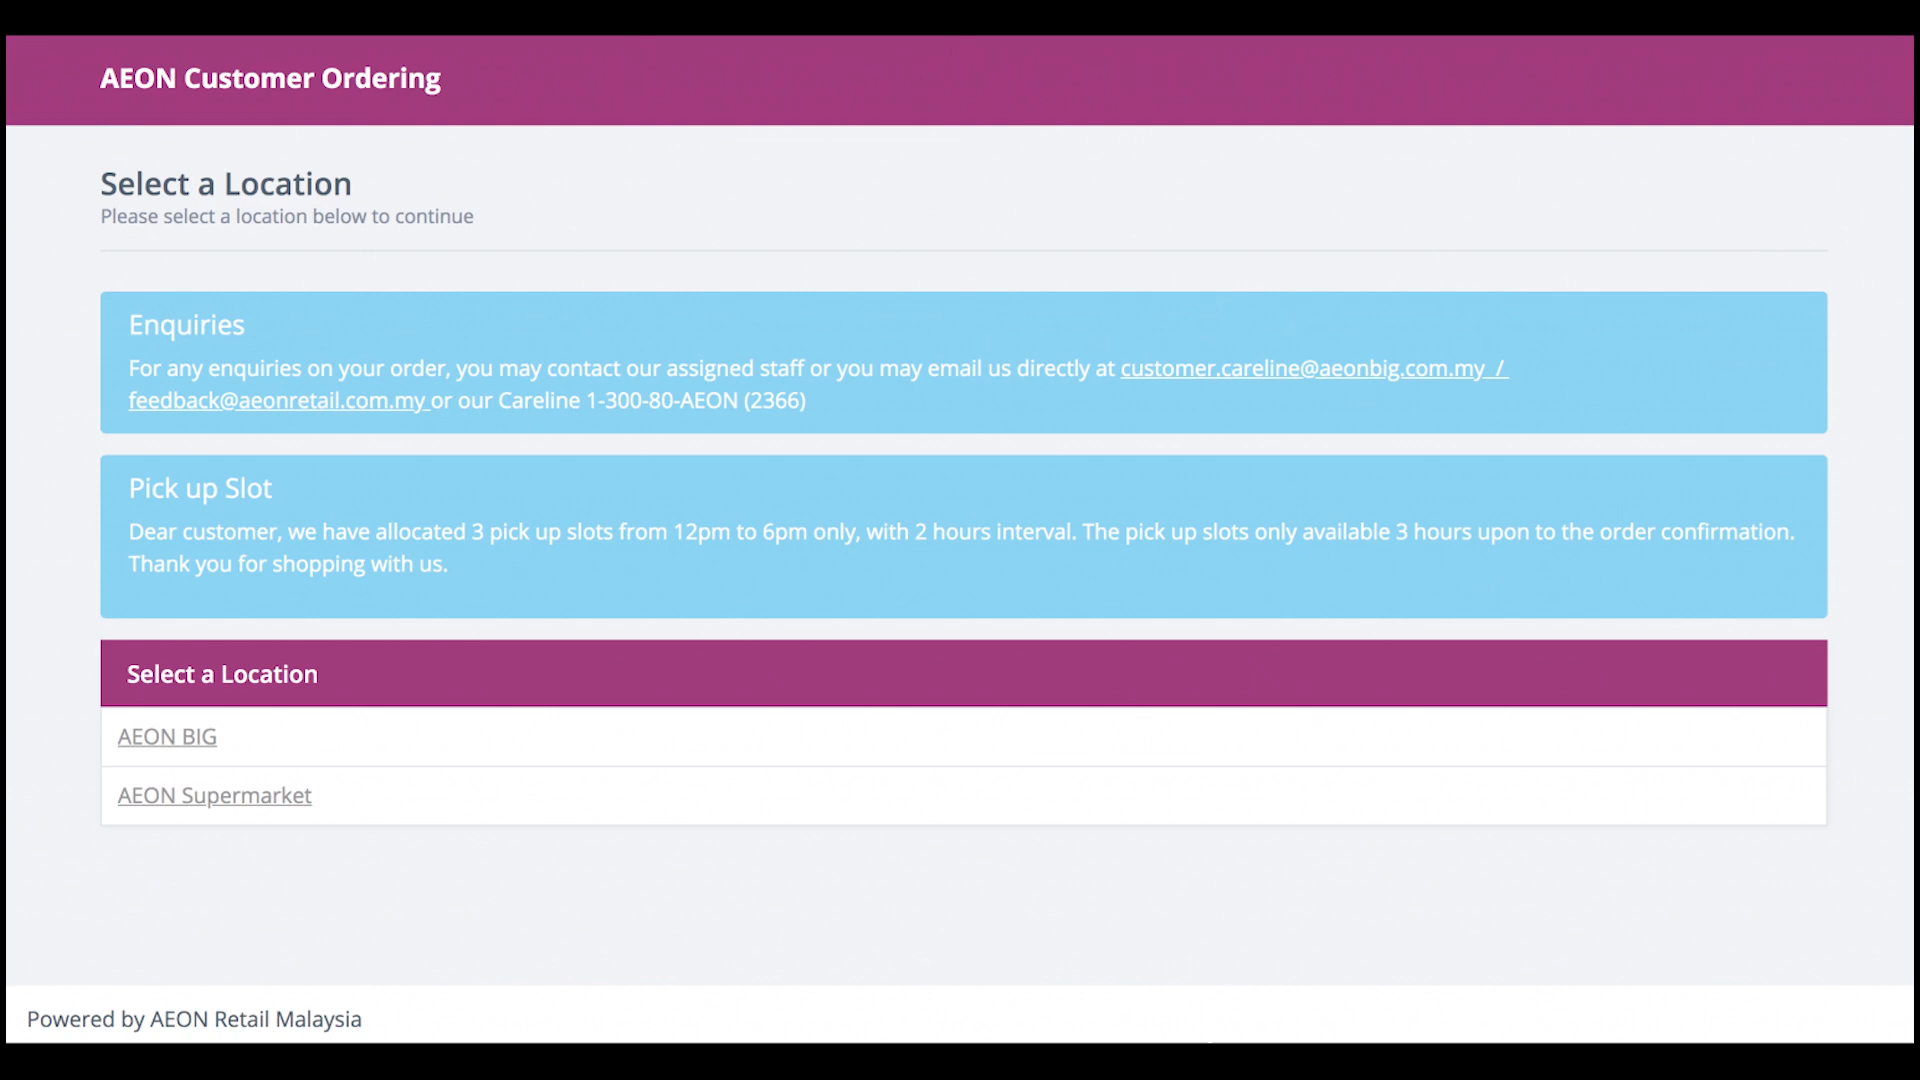 AEON Customer Ordering
Select a Location
Please select a location below to continue
Enquiries
For any enquiries on your order, you may contact our assigned staff or you may email us directly at customer.careline@aeonbig.com.my /
feedback@aeonretail.com.my or our Careline 1-300-80-AEON (2366)
Pick up Slot
Dear customer, we have allocated 3 pick up slots from 12pm to 6pm only, with 2 hours interval. The pick up slots only available 3 hours upon to the order confirmation.
Thank you for shopping with us.
Select a Location
AEON BIG
AEON Supermarket
Powered by AEON Retail Malaysia